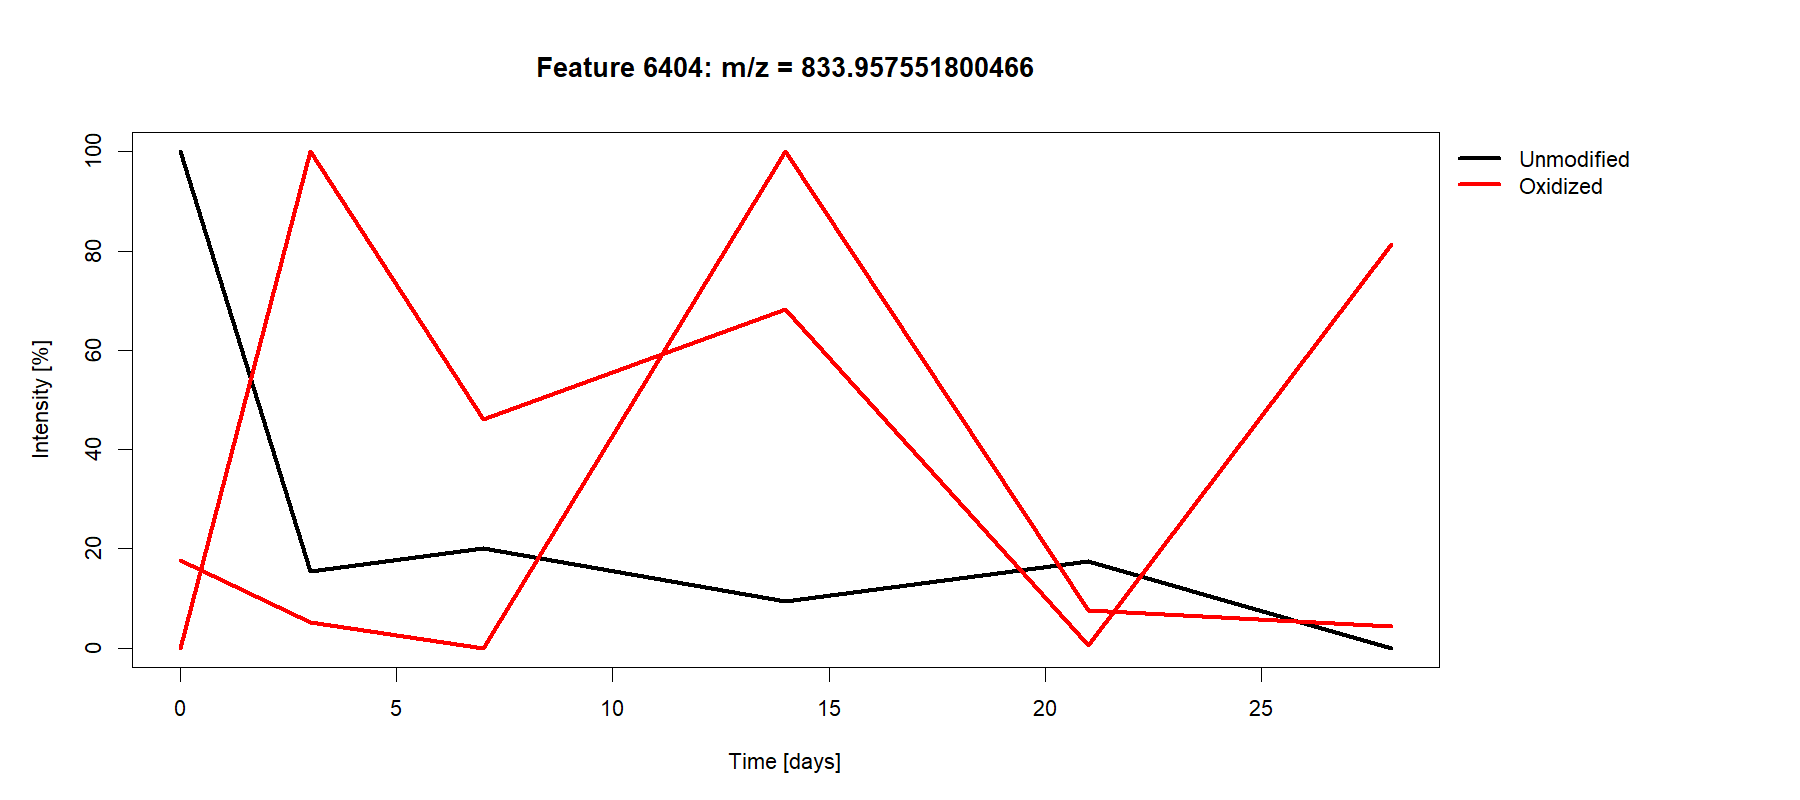 Feature 6404: m/z = 833.957551800466
Unmodified
Oxidized
Intensity [%]
100
80
60
40
20
0
0 5 10 15 20 25
Time [days]